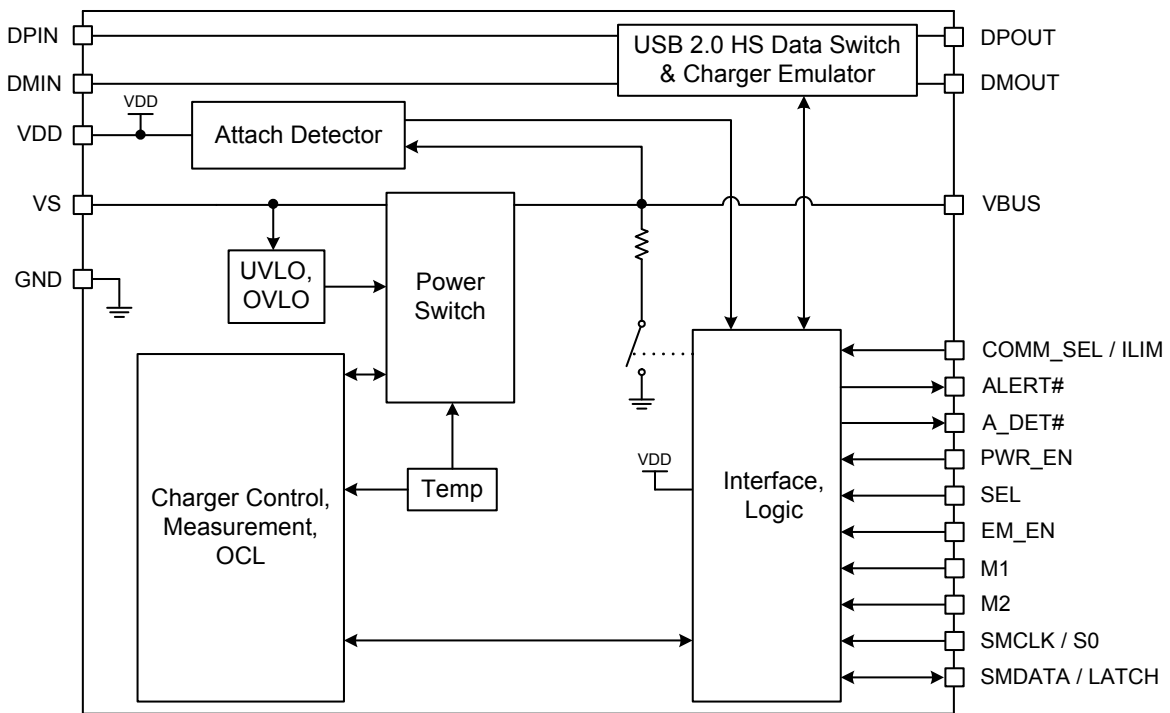 DPIN
USB 2.0 HS Data Switch
& Charger Emulator
DPOUT
DMIN
DMOUT
VDD
VDD
Attach Detector
VS
VBUS
UVLO,
OVLO
Power
Switch
GND
COMM_SEL / ILIM
ALERT#
A_DET#
VDD
PWR_EN
Temp
Interface,
Logic
SEL
Charger Control,
Measurement,
OCL
EM_EN
M1
M2
SMCLK / S0
SMDATA / LATCH